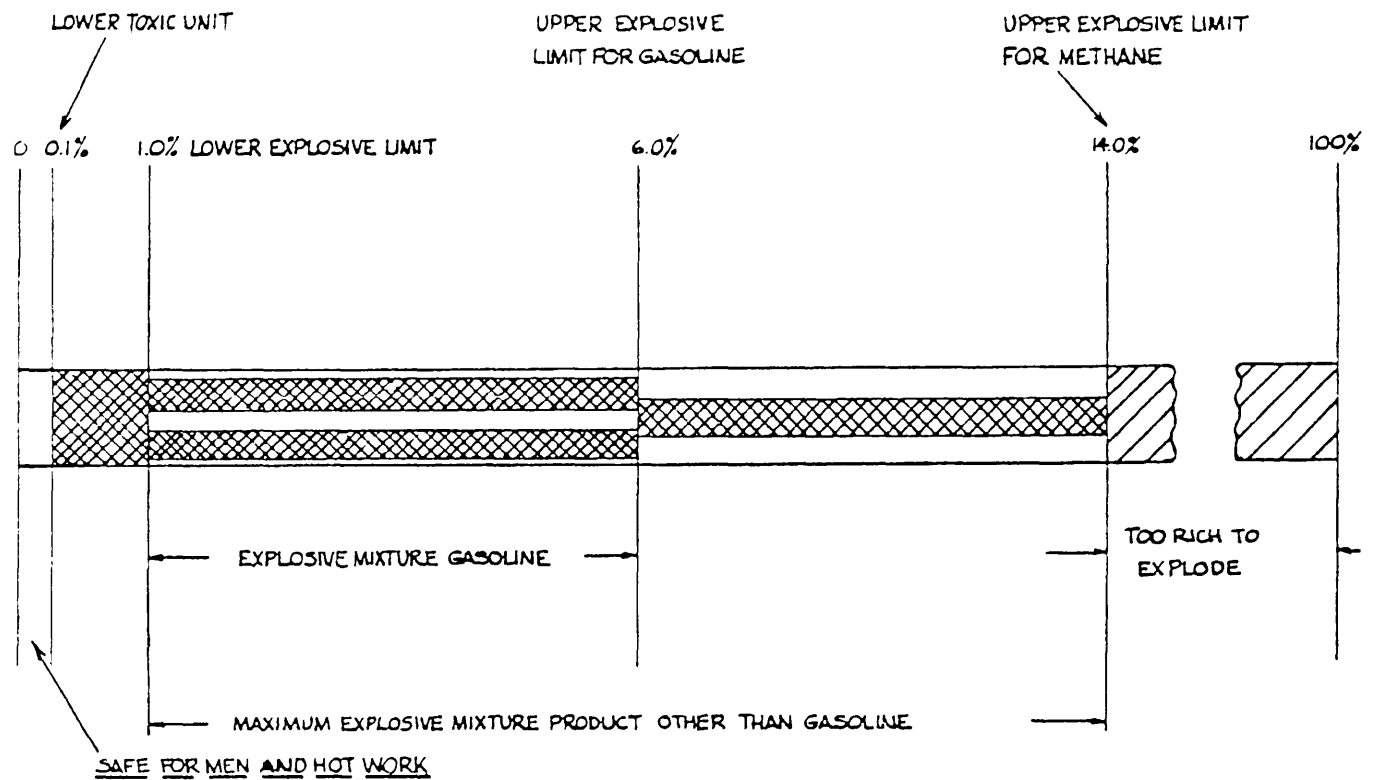 LOWER TOXIC UNIT
UPPER EXPLOSIVE
LIMIT FOR GASOLINE
UPPER EXPLOSIVE LIMIT
FOR METHANE
0 0.1% 1.0% LOWER EXPLOSIVE LIMIT 6.0% 14.0% 100%
EXPLOSIVE MIXTURE GASOLINE
TOO RICH TO
EXPLODE
MAXIMUM EXPLOSIVE MIXTURE PRODUCT OTHER THAN GASOLINE
SAFE FOR MEN AND HOT WORK